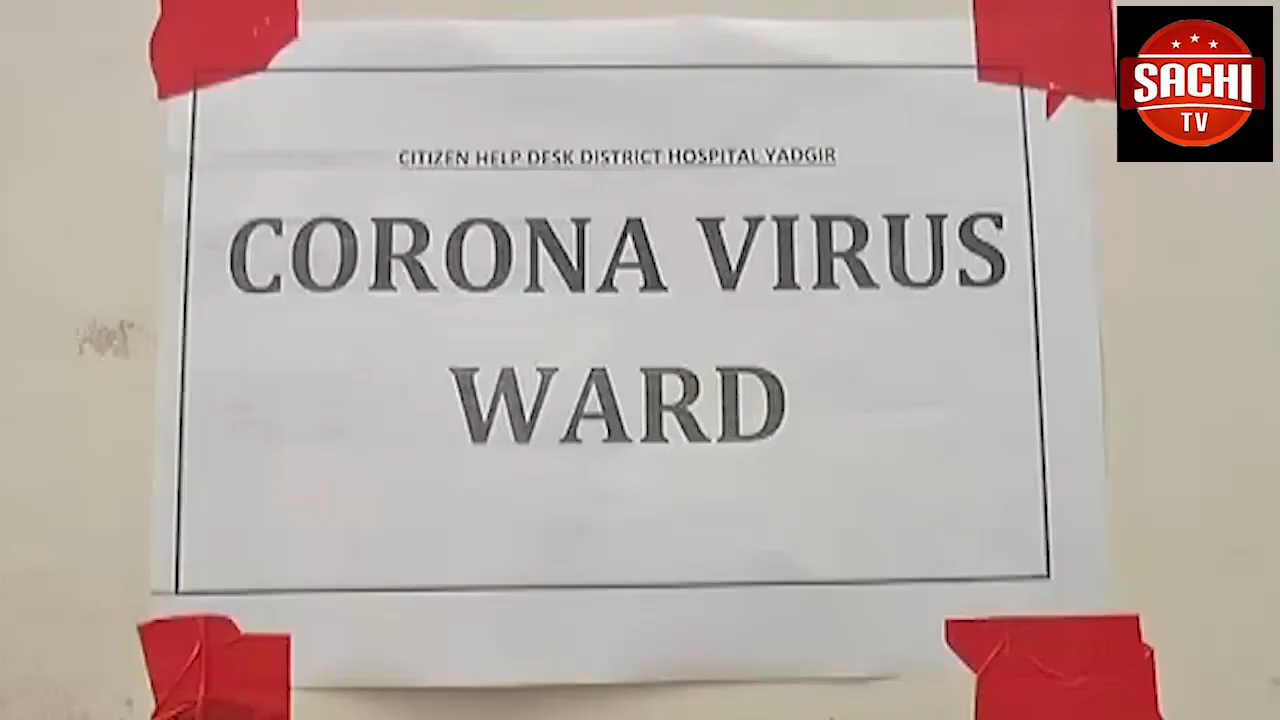 SACHI
TV
CITIZEN HELP DESK DISTRICT HOSPITAL YADGIR
CORONA VIRUS
WARD